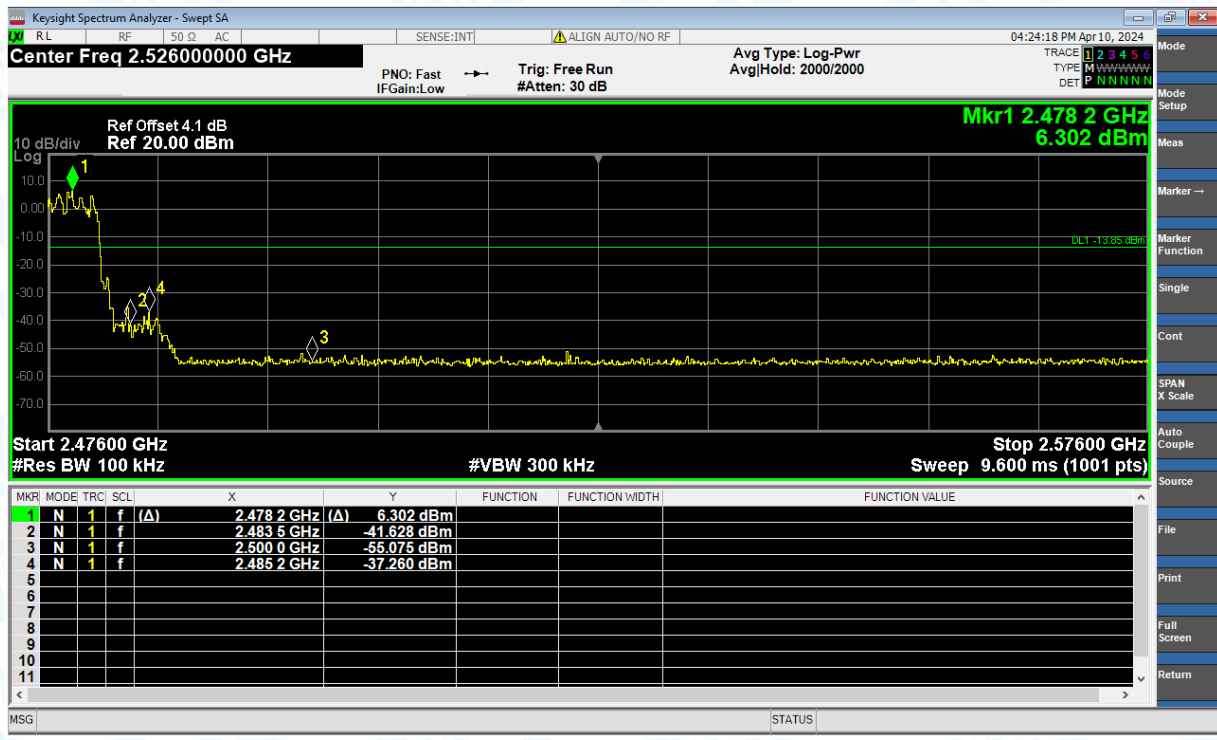 Keysight Spectrum Analyzer - Swept SA
LXI RL RF 50 Ω AC SENSE:INT ALIGN AUTO/NO RF 04:24:18 PM Apr 10, 2024
Center Freq 2.526000000 GHz
PNO: Fast
IFGain:Low
Trig: Free Run
#Atten: 30 dB
Avg Type: Log-Pwr
Avg|Hold: 2000/2000
TRACE 1 2 3 4 5 6
TYPE M WWWWW
DET P N N N N N
Mkr1 2.478 2 GHz
6.302 dBm
Ref Offset 4.1 dB
10 dB/div Ref 20.00 dBm
Log
10.0
0.00
-10.0
-20.0
-30.0
-40.0
-50.0
-60.0
-70.0
1
2
4
3
DL1 -13.85 dBm
Start 2.47600 GHz Stop 2.57600 GHz
#Res BW 100 kHz #VBW 300 kHz Sweep 9.600 ms (1001 pts)
MKR MODE TRC SCL X Y FUNCTION FUNCTION WIDTH FUNCTION VALUE
1 N 1 f (Δ) 2.478 2 GHz (Δ) 6.302 dBm
2 N 1 f 2.483 5 GHz -41.628 dBm
3 N 1 f 2.500 0 GHz -55.075 dBm
4 N 1 f 2.485 2 GHz -37.260 dBm
5
6
7
8
9
10
11
MSG STATUS
Mode
Mode
Setup
Meas
Marker→
Marker
Function
Single
Cont
SPAN
X Scale
Auto
Couple
Source
File
Print
Full
Screen
Return